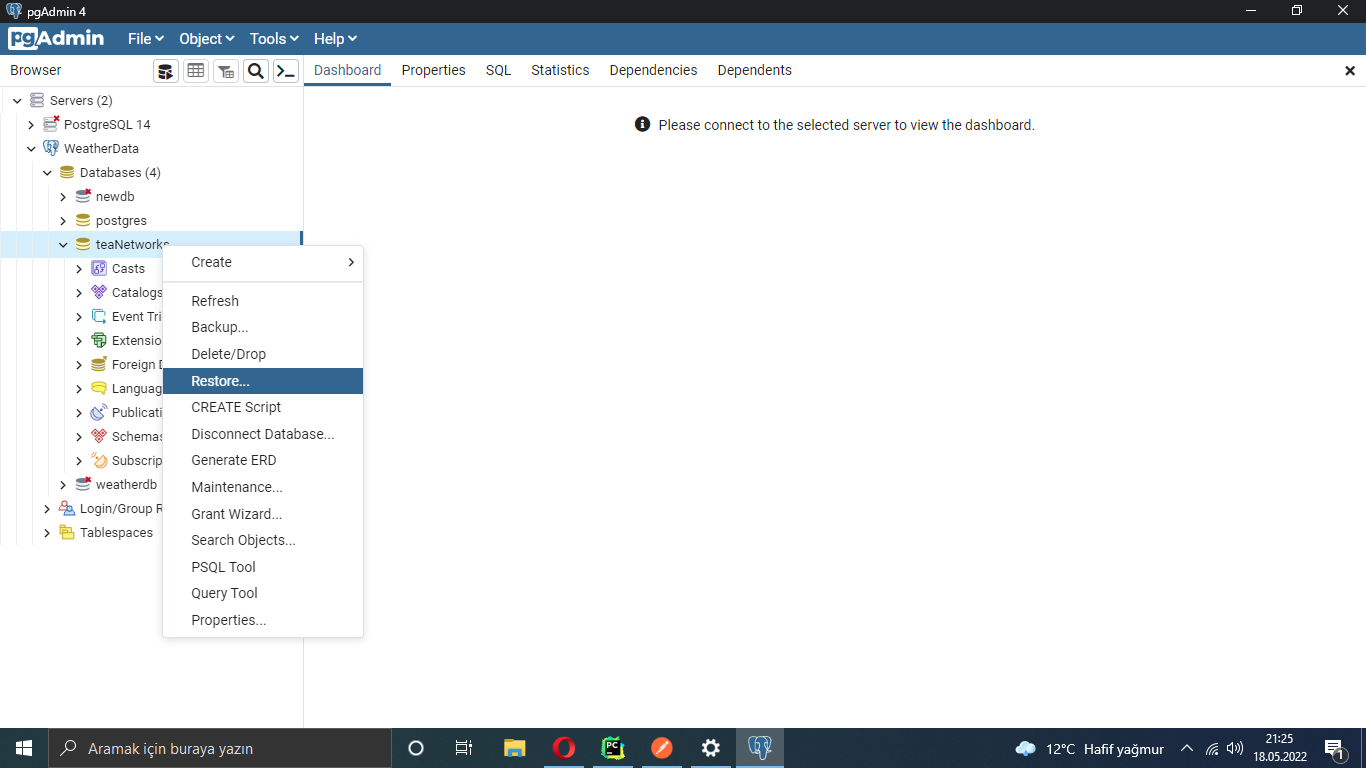 pgAdmin 4
pgAdmin File Object Tools Help
Browser Dashboard Properties SQL Statistics Dependencies Dependents
Servers (2)
PostgreSQL 14
WeatherData
Databases (4)
newdb
postgres
teaNetworks
Casts
Catalogs
Event Tri
Extensio
Foreign D
Languag
Publicati
Schemas
Subscrip
weatherdb
Login/Group R
Tablespaces
Create
Refresh
Backup...
Delete/Drop
Restore...
CREATE Script
Disconnect Database...
Generate ERD
Maintenance...
Grant Wizard...
Search Objects...
PSQL Tool
Query Tool
Properties...
Please connect to the selected server to view the dashboard.
Aramak için buraya yazın
PC
12°C Hafif yağmur
21:25
18.05.2022
1